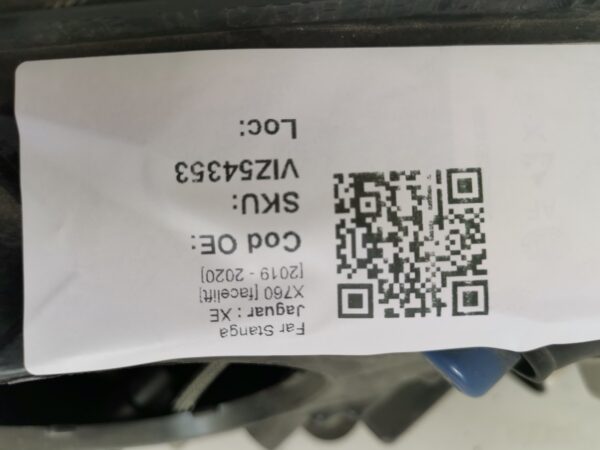 Far Stanga
Jaguar : XE
X760 [facelift]
[2019 - 2020]
Cod OE:
SKU:
VIZ54353
Loc: